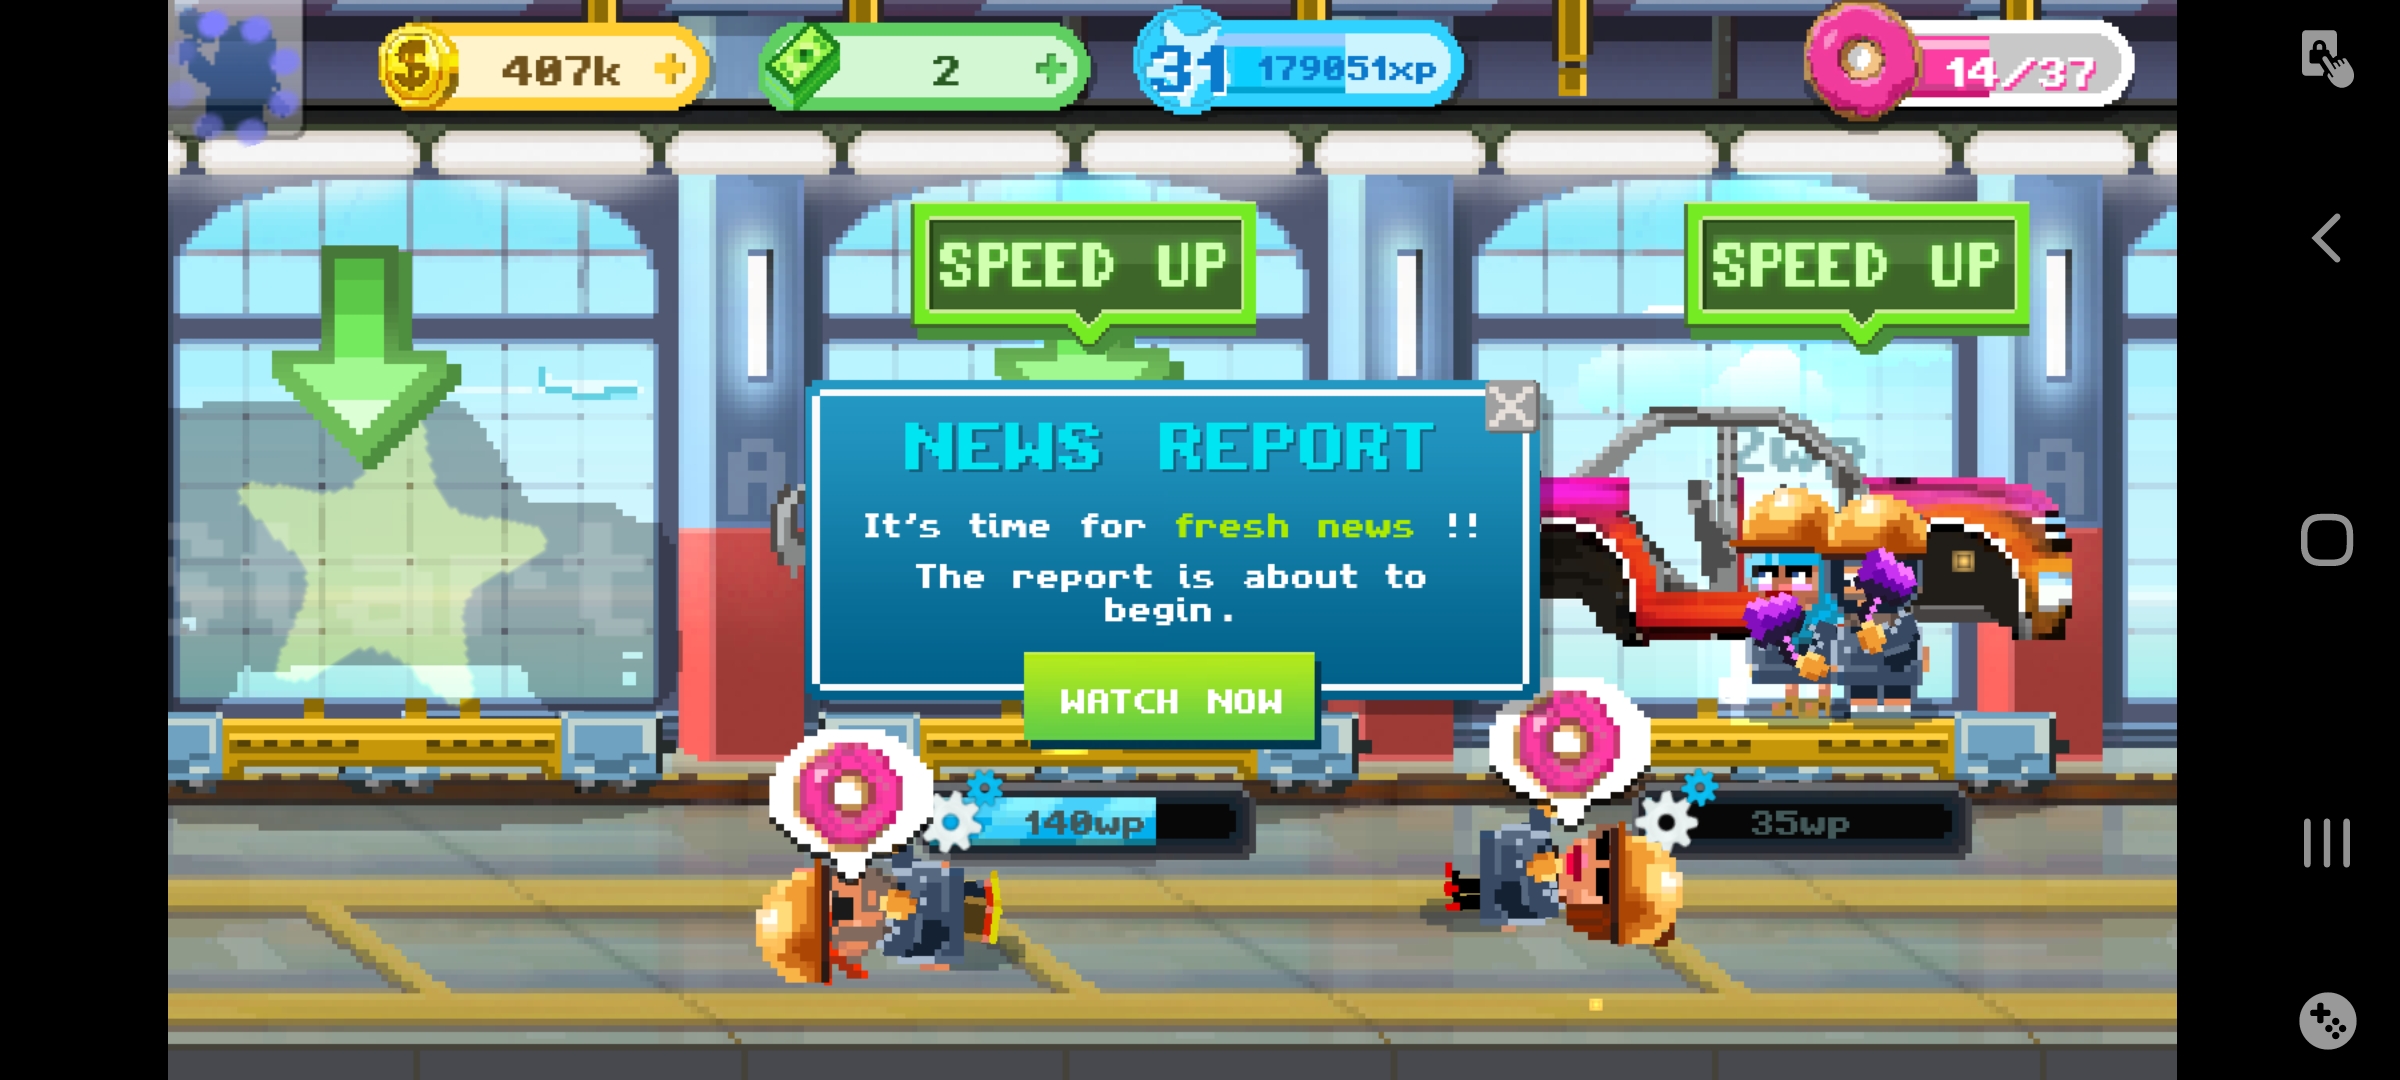 407k
2
31
179051xp
14/37
SPEED UP
SPEED UP
A
A
NEWS REPORT
It's time for fresh news !!
The report is about to
begin.
WATCH NOW
140wp
35wp